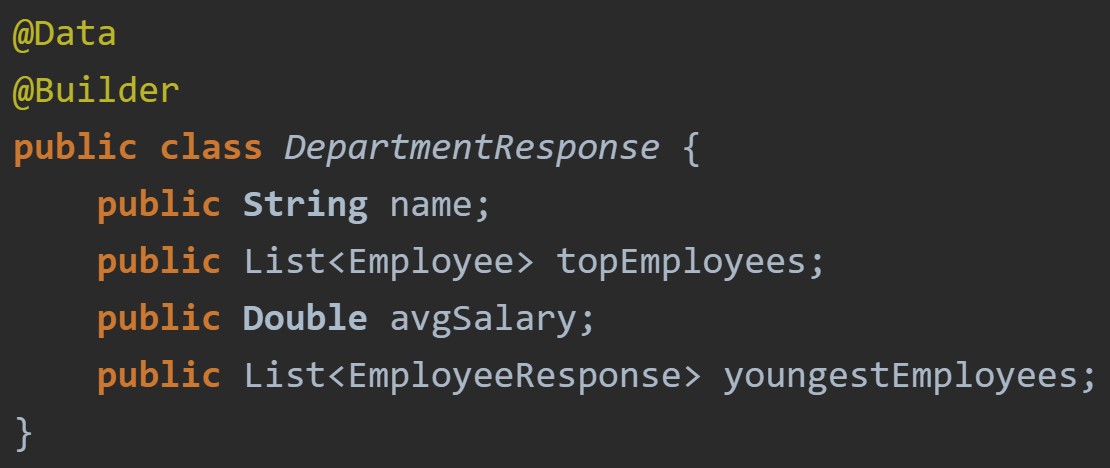 @Data
@Builder
public class DepartmentResponse {
    public String name;
    public List<Employee> topEmployees;
    public Double avgSalary;
    public List<EmployeeResponse> youngestEmployees;
}